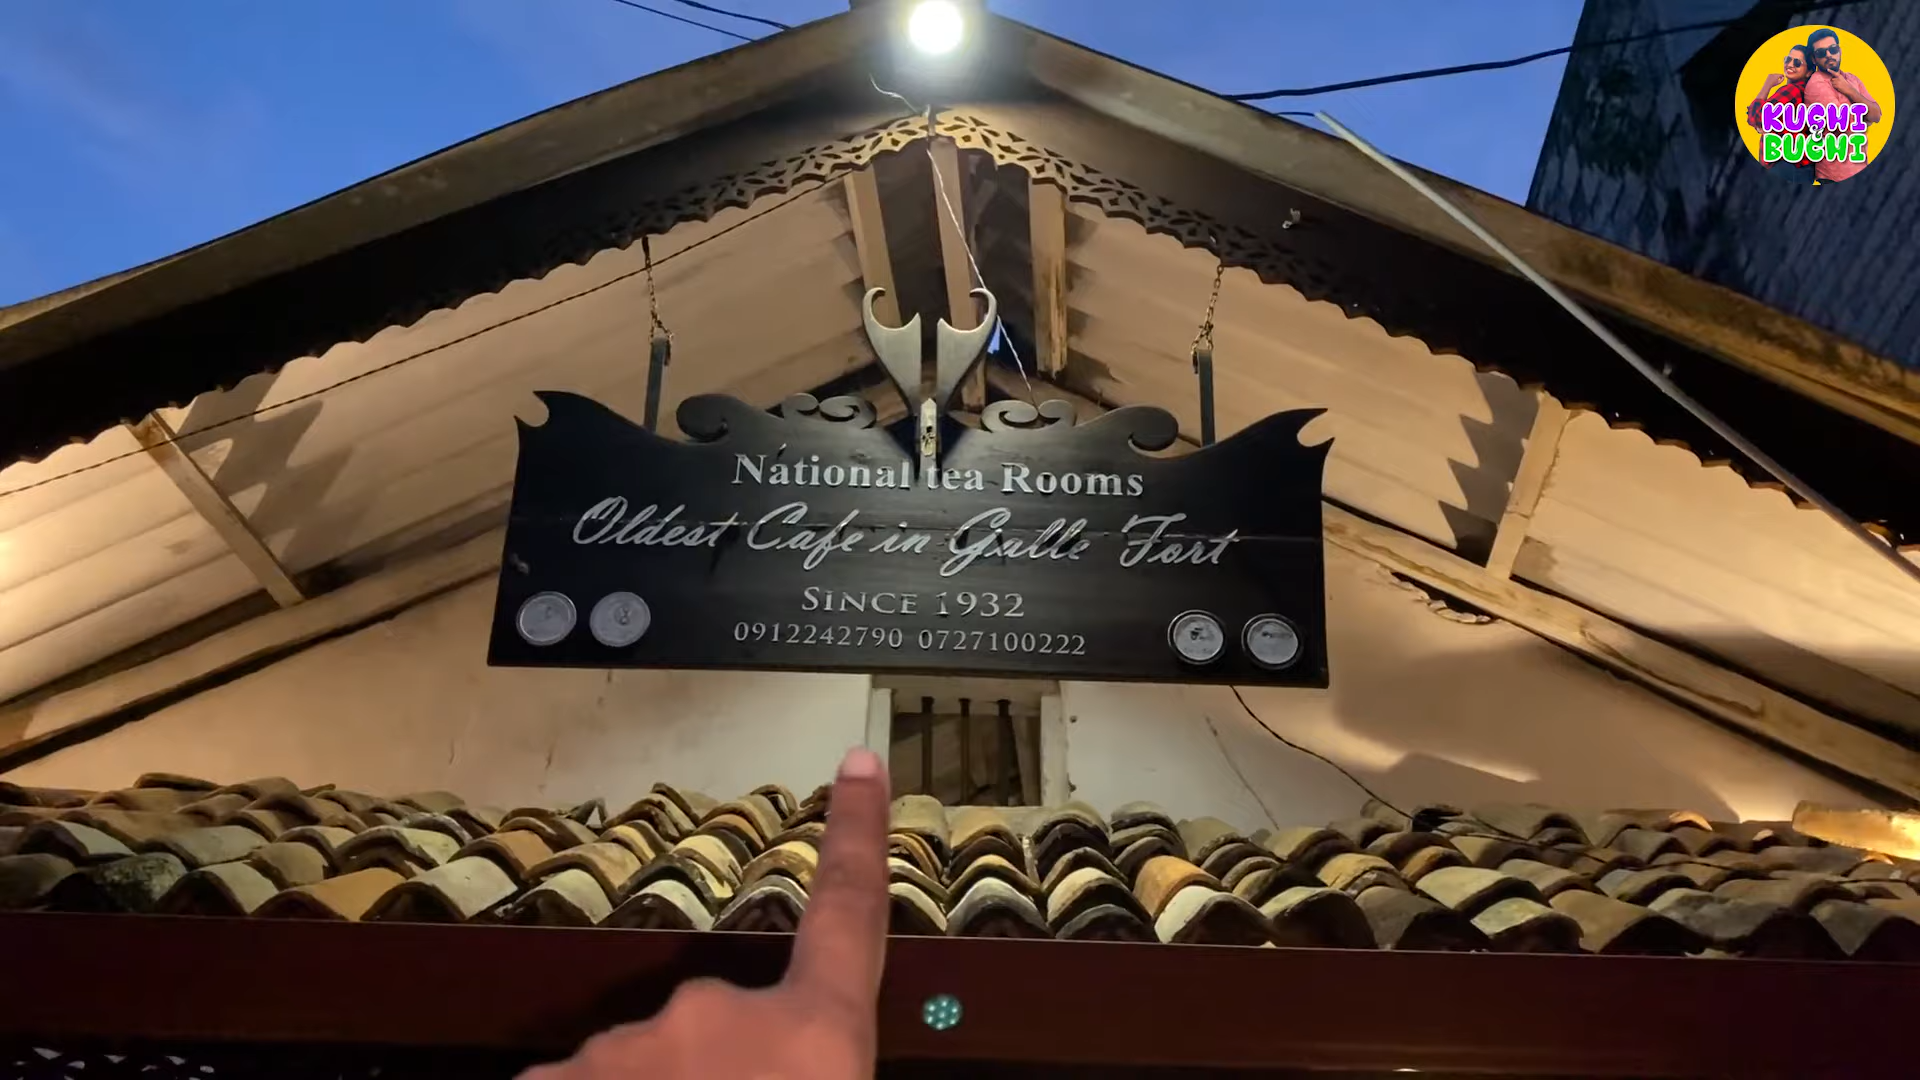 National tea Rooms
Oldest Cafe in Galle Fort
SINCE 1932
0912242790 0727100222
KUCHI
&
BUCHI